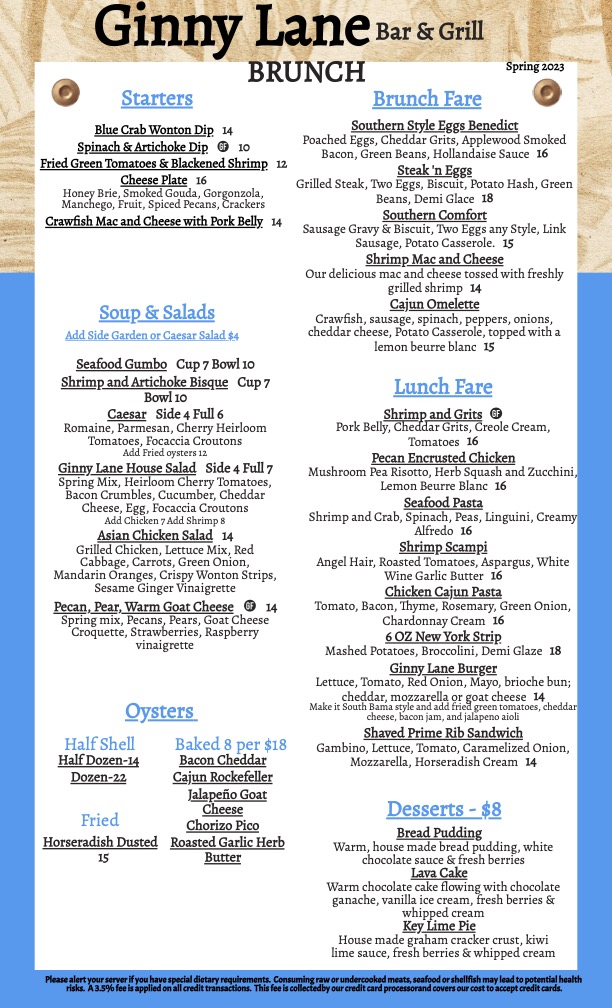 Ginny Lane Bar & Grill
BRUNCH
Spring 2023
Starters
Blue Crab Wonton Dip 14
Spinach & Artichoke Dip GF 10
Fried Green Tomatoes & Blackened Shrimp 12
Cheese Plate 16
Honey Brie, Smoked Gouda, Gorgonzola,
Manchego, Fruit, Spiced Pecans, Crackers
Crawfish Mac and Cheese with Pork Belly 14
Soup & Salads
Add Side Garden or Caesar Salad $4
Seafood Gumbo Cup 7 Bowl 10
Shrimp and Artichoke Bisque Cup 7
Bowl 10
Caesar Side 4 Full 6
Romaine, Parmesan, Cherry Heirloom
Tomatoes, Focaccia Croutons
Add Fried oysters 12
Ginny Lane House Salad Side 4 Full 7
Spring Mix, Heirloom Cherry Tomatoes,
Bacon Crumbles, Cucumber, Cheddar
Cheese, Egg, Focaccia Croutons
Add Chicken 7 Add Shrimp 8
Asian Chicken Salad 14
Grilled Chicken, Lettuce Mix, Red
Cabbage, Carrots, Green Onion,
Mandarin Oranges, Crispy Wonton Strips,
Sesame Ginger Vinaigrette
Pecan, Pear, Warm Goat Cheese GF 14
Spring mix, Pecans, Pears, Goat Cheese
Croquette, Strawberries, Raspberry
vinaigrette
Oysters
Half Shell
Half Dozen-14
Dozen-22
Fried
Horseradish Dusted
15
Baked 8 per $18
Bacon Cheddar
Cajun Rockefeller
Jalapeño Goat
Cheese
Chorizo Pico
Roasted Garlic Herb
Butter
Brunch Fare
Southern Style Eggs Benedict
Poached Eggs, Cheddar Grits, Applewood Smoked
Bacon, Green Beans, Hollandaise Sauce 16
Steak 'n Eggs
Grilled Steak, Two Eggs, Biscuit, Potato Hash, Green
Beans, Demi Glace 18
Southern Comfort
Sausage Gravy & Biscuit, Two Eggs any Style, Link
Sausage, Potato Casserole. 15
Shrimp Mac and Cheese
Our delicious mac and cheese tossed with freshly
grilled shrimp 14
Cajun Omelette
Crawfish, sausage, spinach, peppers, onions,
cheddar cheese, Potato Casserole, topped with a
lemon beurre blanc 15
Lunch Fare
Shrimp and Grits GF
Pork Belly, Cheddar Grits, Creole Cream,
Tomatoes 16
Pecan Encrusted Chicken
Mushroom Pea Risotto, Herb Squash and Zucchini,
Lemon Beurre Blanc 16
Seafood Pasta
Shrimp and Crab, Spinach, Peas, Linguini, Creamy
Alfredo 16
Shrimp Scampi
Angel Hair, Roasted Tomatoes, Aspargus, White
Wine Garlic Butter 16
Chicken Cajun Pasta
Tomato, Bacon, Thyme, Rosemary, Green Onion,
Chardonnay Cream 16
6 OZ New York Strip
Mashed Potatoes, Broccolini, Demi Glaze 18
Ginny Lane Burger
Lettuce, Tomato, Red Onion, Mayo, brioche bun;
cheddar, mozzarella or goat cheese 14
Make it South Bama style and add fried green tomatoes, cheddar
cheese, bacon jam, and jalapeno aioli
Shaved Prime Rib Sandwich
Gambino, Lettuce, Tomato, Caramelized Onion,
Mozzarella, Horseradish Cream 14
Desserts - $8
Bread Pudding
Warm, house made bread pudding, white
chocolate sauce & fresh berries
Lava Cake
Warm chocolate cake flowing with chocolate
ganache, vanilla ice cream, fresh berries &
whipped cream
Key Lime Pie
House made graham cracker crust, kiwi
lime sauce, fresh berries & whipped cream
Please alert your server if you have special dietary requirements. Consuming raw or undercooked meats, seafood or shellfish may lead to potential health
risks. A 3.5% fee is applied on all credit transactions. This fee is collected by our credit card processorand covers our cost to accept credit cards.